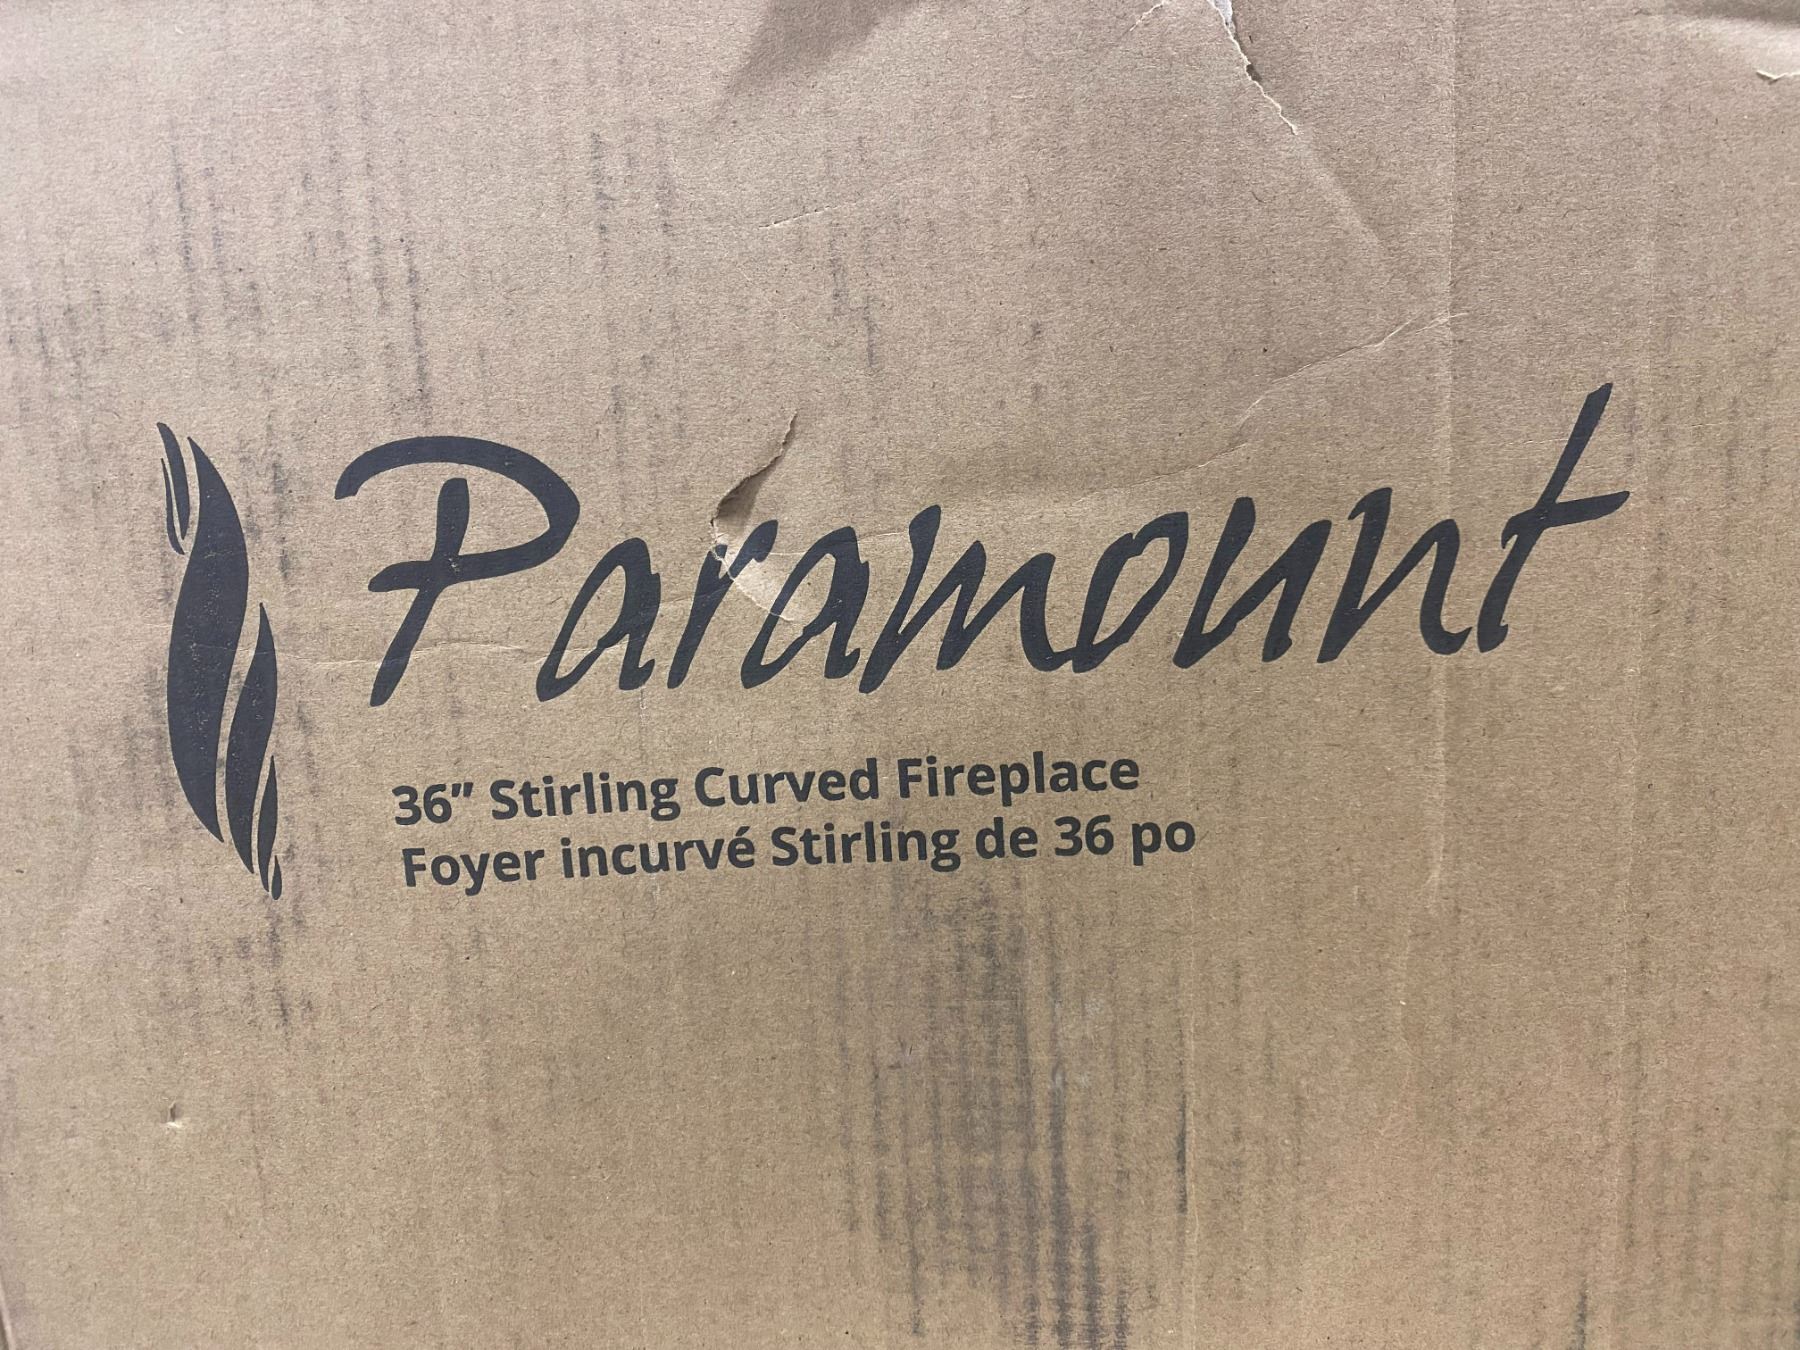 Paramount
36” Stirling Curved Fireplace
Foyer incurvé Stirling de 36 po